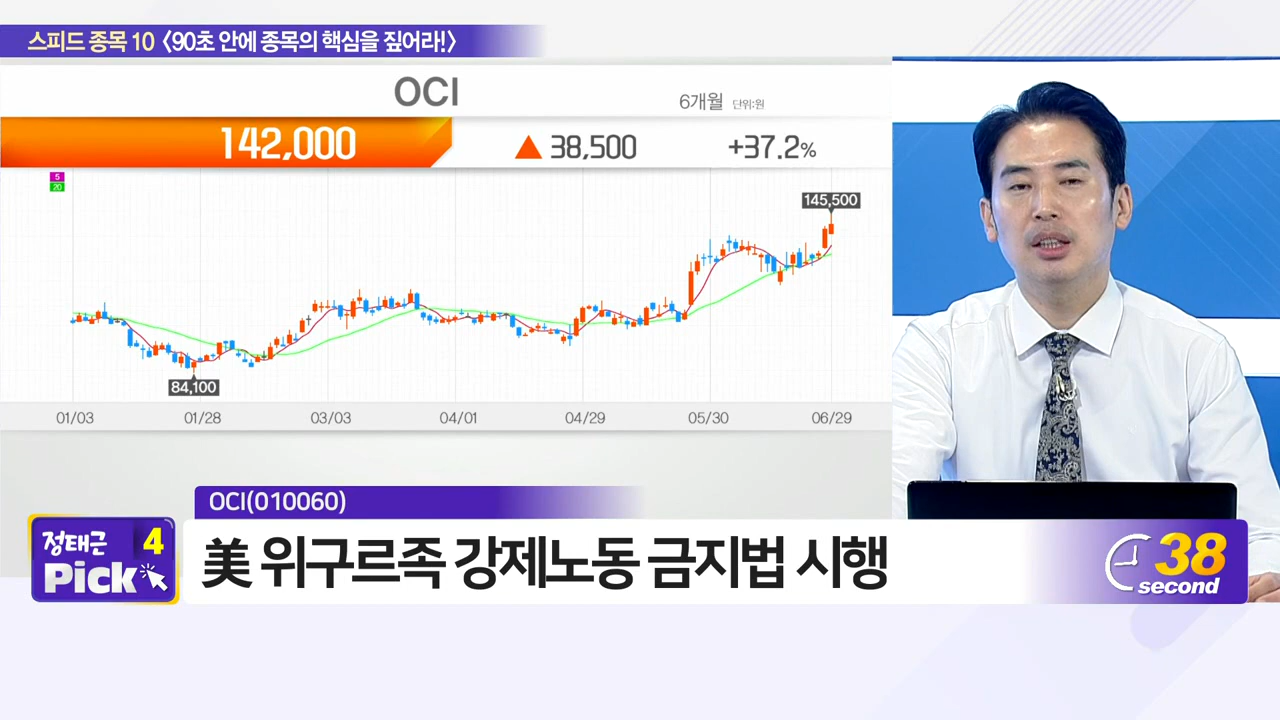 스피드 종목 10 〈90초 안에 종목의 핵심을 짚어라!〉
OCI
6개월 단위:원
142,000 ▲ 38,500 +37.2%
5
20
145,500
84,100
01/03 01/28 03/03 04/01 04/29 05/30 06/29
OCI(010060)
정태근 4
Pick
美 위구르족 강제노동 금지법 시행
38
second